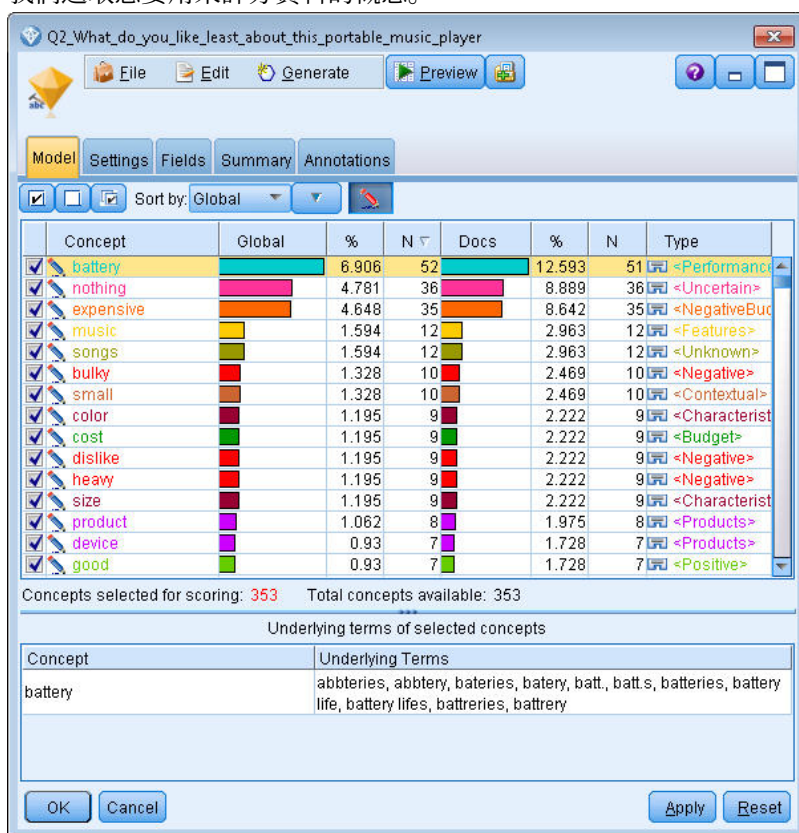 Q2_What_do_you_like_least_about_this_portable_music_player
File Edit Generate Preview
abc
Model Settings Fields Summary Annotations
Sort by: Global
Concept Global % N Docs % N Type
battery 6.906 52 12.593 51 <Performance
nothing 4.781 36 8.889 36 <Uncertain>
expensive 4.648 35 8.642 35 <NegativeBud
music 1.594 12 2.963 12 <Features>
songs 1.594 12 2.963 12 <Unknown>
bulky 1.328 10 2.469 10 <Negative>
small 1.328 10 2.469 10 <Contextual>
color 1.195 9 2.222 9 <Characterist
cost 1.195 9 2.222 9 <Budget>
dislike 1.195 9 2.222 9 <Negative>
heavy 1.195 9 2.222 9 <Negative>
size 1.195 9 2.222 9 <Characterist
product 1.062 8 1.975 8 <Products>
device 0.93 7 1.728 7 <Products>
good 0.93 7 1.728 7 <Positive>
Concepts selected for scoring: 353 Total concepts available: 353
Underlying terms of selected concepts
Concept Underlying Terms
battery abbteries, abbtery, bateries, batery, batt., batt.s, batteries, battery
life, battery lifes, battreries, battrery
OK Cancel Apply Reset